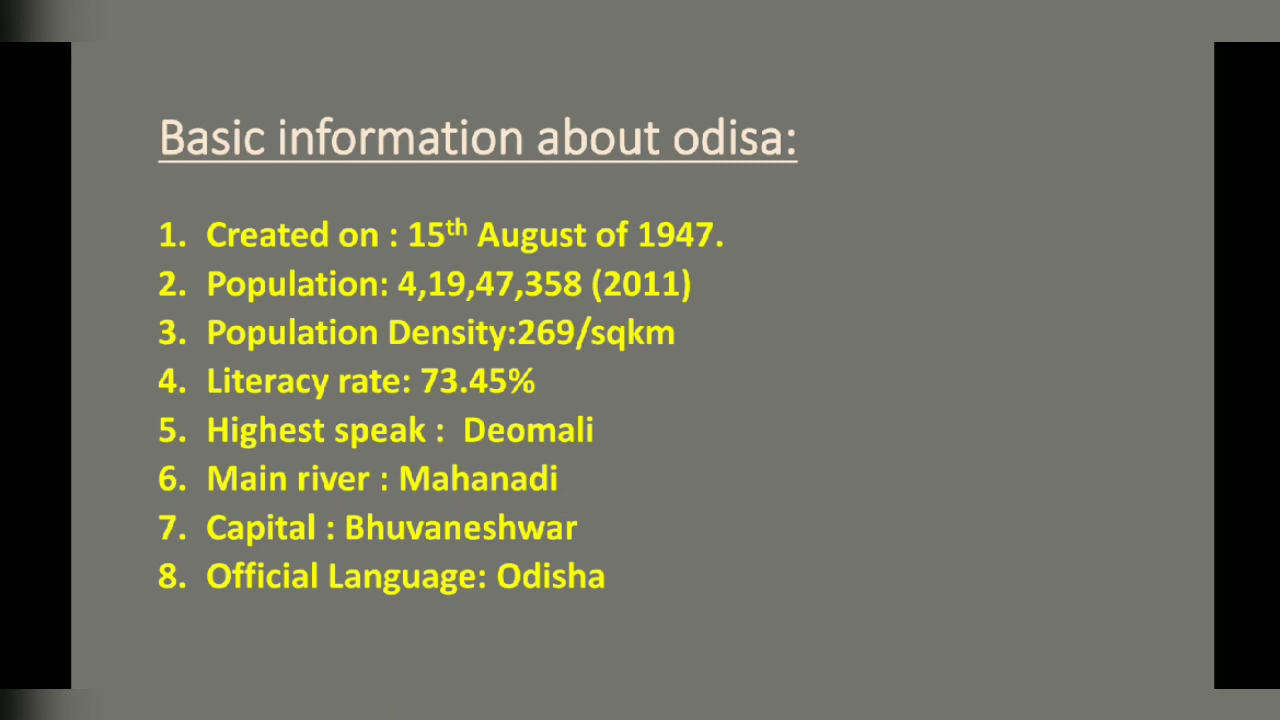 Basic information about odisa:
1. Created on : 15th August of 1947.
2. Population: 4,19,47,358 (2011)
3. Population Density:269/sqkm
4. Literacy rate: 73.45%
5. Highest speak :  Deomali
6. Main river : Mahanadi
7. Capital : Bhuvaneshwar
8. Official Language: Odisha